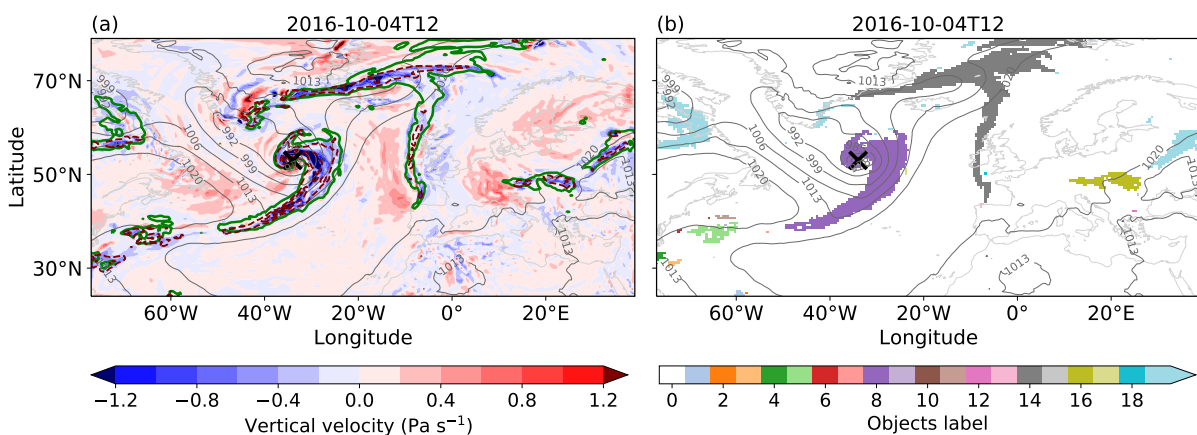 (a) 2016-10-04T12
(b) 2016-10-04T12
Latitude
70°N
50°N
30°N
999
992
1006
1020
992
999
1013
1013
1013
1013
1013
60°W 40°W 20°W 0° 20°E
Longitude
999
992
1006
1020
992
999
1013
1013
1020
1020
1013
1013
1013
60°W 40°W 20°W 0° 20°E
Longitude
−1.2 −0.8 −0.4 0.0 0.4 0.8 1.2
Vertical velocity (Pa s⁻¹)
0 2 4 6 8 10 12 14 16 18
Objects label